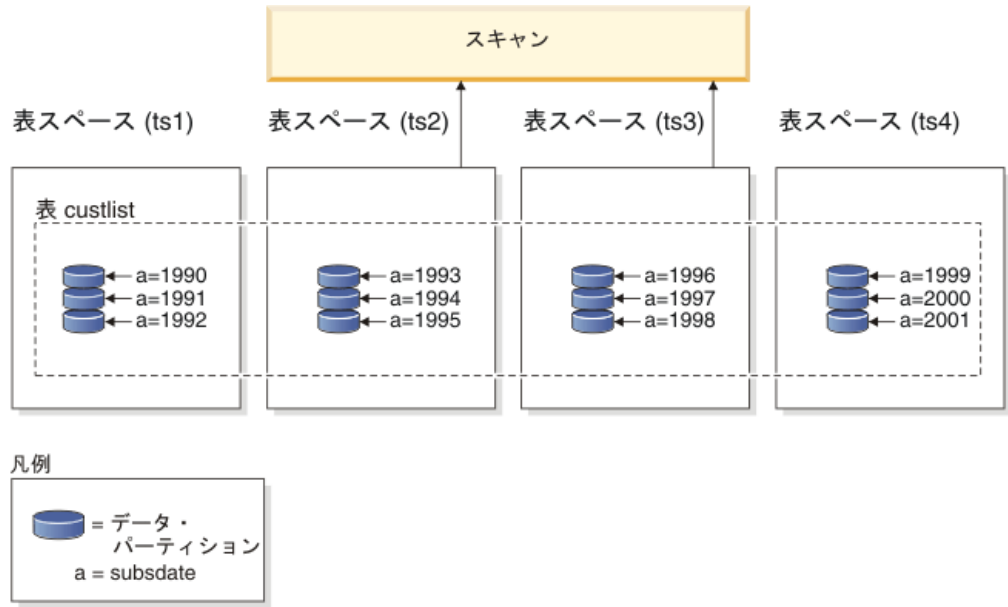 スキャン
表スペース (ts1)
表スペース (ts2)
表スペース (ts3)
表スペース (ts4)
表 custlist
a=1990
a=1991
a=1992
a=1993
a=1994
a=1995
a=1996
a=1997
a=1998
a=1999
a=2000
a=2001
凡例
= データ・
パーティション
a = subsdate